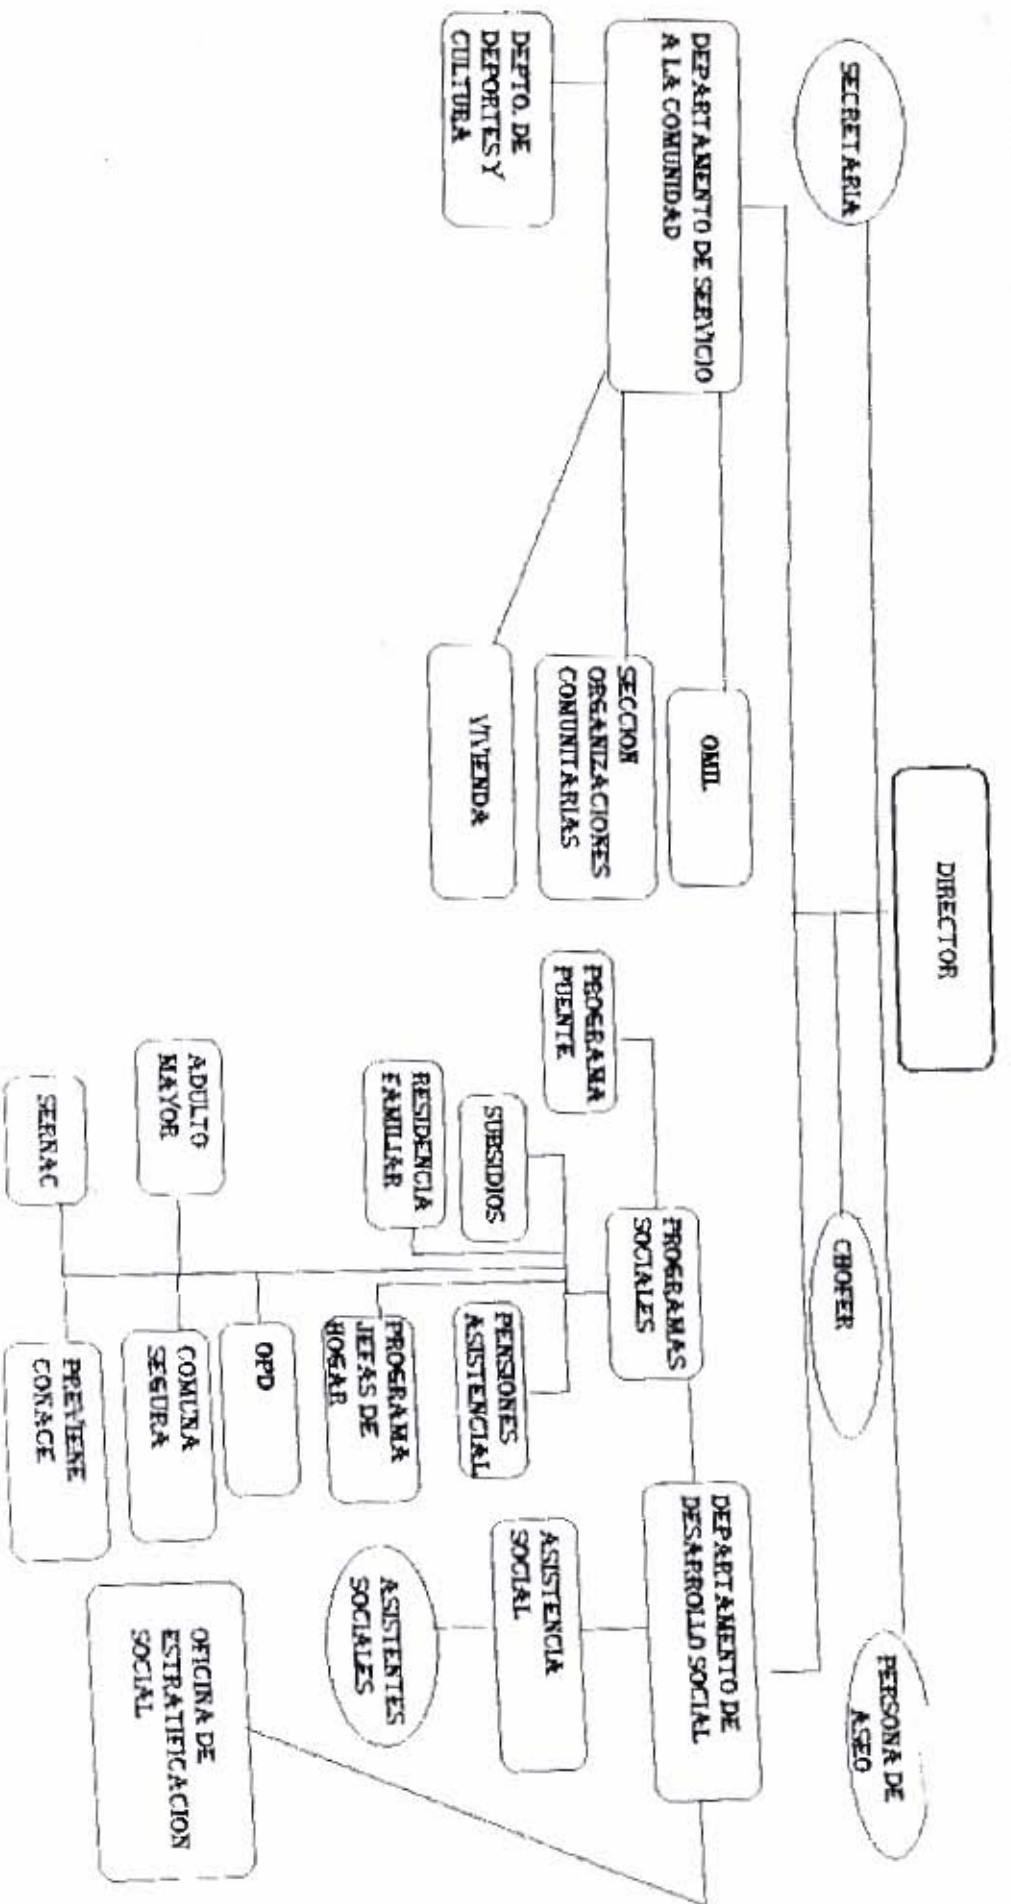 DIRECTOR
SECRETARIA
CHOFER
PERSONA DE
ASEO
DEPARTAMENTO DE SERVICIO
A LA COMUNIDAD
DEPTO. DE
DEPORTES Y
CULTURA
OMIL
SECCION
ORGANIZACIONES
COMUNITARIAS
VIVIENDA
DEPARTAMENTO DE
DESARROLLO SOCIAL
PROGRAMAS
SOCIALES
PROGRAMA
PUENTE
SUBSIDIOS
PENSIONES
ASISTENCIAL
RESIDENCIA
FAMILIAR
PROGRAMA
JEFAS DE
HOGAR
OPD
ADULTO
MAYOR
COMUNA
SEGURA
SERNAC
PREVIENE
CONACE
ASISTENCIA
SOCIAL
ASISTENTES
SOCIALES
OFICINA DE
ESTRATIFICACION
SOCIAL